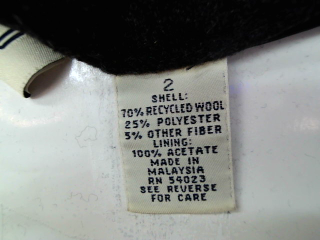 2
SHELL:
70% RECYCLED WOOL
25% POLYESTER
5% OTHER FIBER
LINING:
100% ACETATE
MADE IN
MALAYSIA
RN 54023
SEE REVERSE
FOR CARE